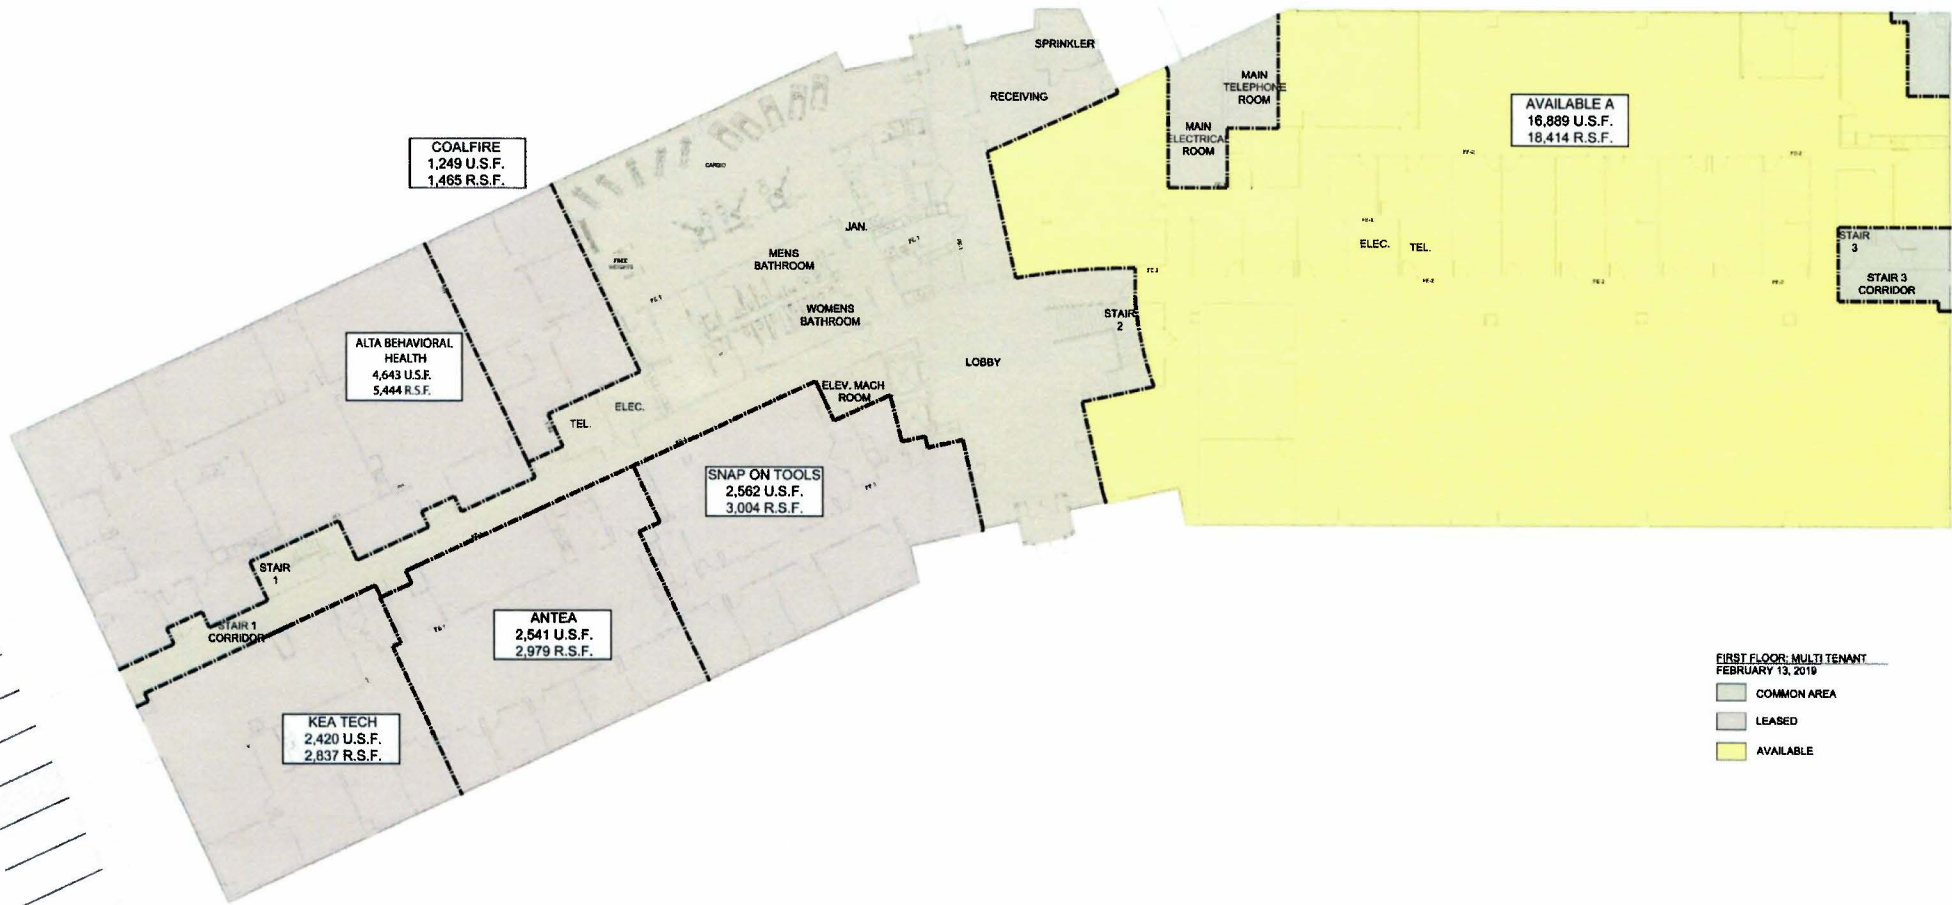 SPRINKLER
RECEIVING
MAIN
TELEPHONE
ROOM
MAIN
ELECTRICAL
ROOM
AVAILABLE A
16,889 U.S.F.
18,414 R.S.F.
COALFIRE
1,249 U.S.F.
1,465 R.S.F.
CARDIO
JAN.
MENS
BATHROOM
FREE
WEIGHTS
WOMENS
BATHROOM
ELEC.
TEL.
STAIR
3
STAIR 3
CORRIDOR
STAIR
2
LOBBY
ALTA BEHAVIORAL
HEALTH
4,643 U.S.F.
5,444 R.S.F.
ELEV. MACH
ROOM
ELEC.
TEL.
SNAP ON TOOLS
2,562 U.S.F.
3,004 R.S.F.
STAIR
1
STAIR 1
CORRIDOR
ANTEA
2,541 U.S.F.
2,979 R.S.F.
KEA TECH
2,420 U.S.F.
2,837 R.S.F.
FIRST FLOOR: MULTI TENANT
FEBRUARY 13, 2019
COMMON AREA
LEASED
AVAILABLE